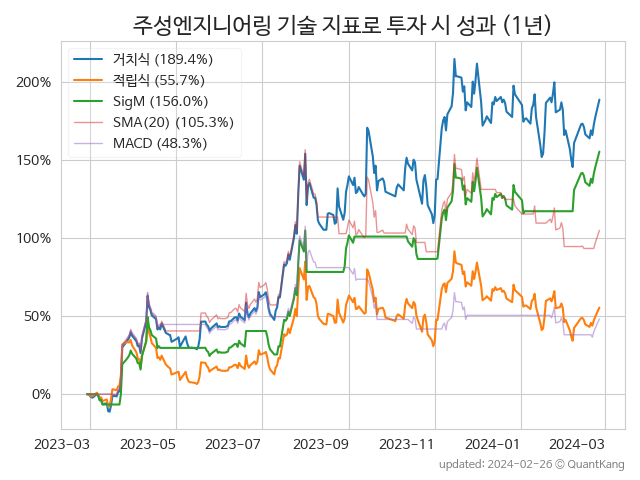 주성엔지니어링 기술 지표로 투자 시 성과 (1년)
거치식 (189.4%)
적립식 (55.7%)
SigM (156.0%)
SMA(20) (105.3%)
MACD (48.3%)
200%
150%
100%
50%
0%
2023-03 2023-05 2023-07 2023-09 2023-11 2024-01 2024-03
updated: 2024-02-26 © QuantKang